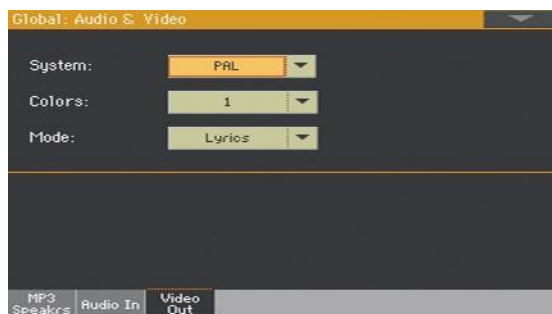 Global: Audio & Video
System: PAL
Colors: 1
Mode: Lyrics
MP3 Speakrs
Audio In
Video Out